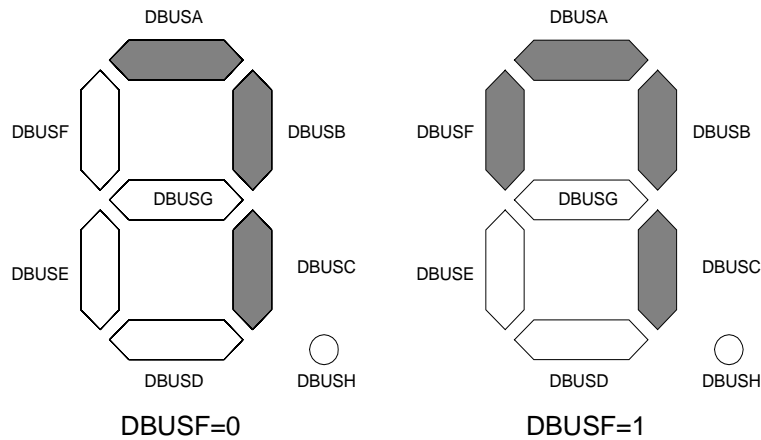 DBUSA DBUSA
DBUSF DBUSB DBUSF DBUSB
DBUSG DBUSG
DBUSE DBUSC DBUSE DBUSC
DBUSD DBUSH DBUSD DBUSH
DBUSF=0 DBUSF=1